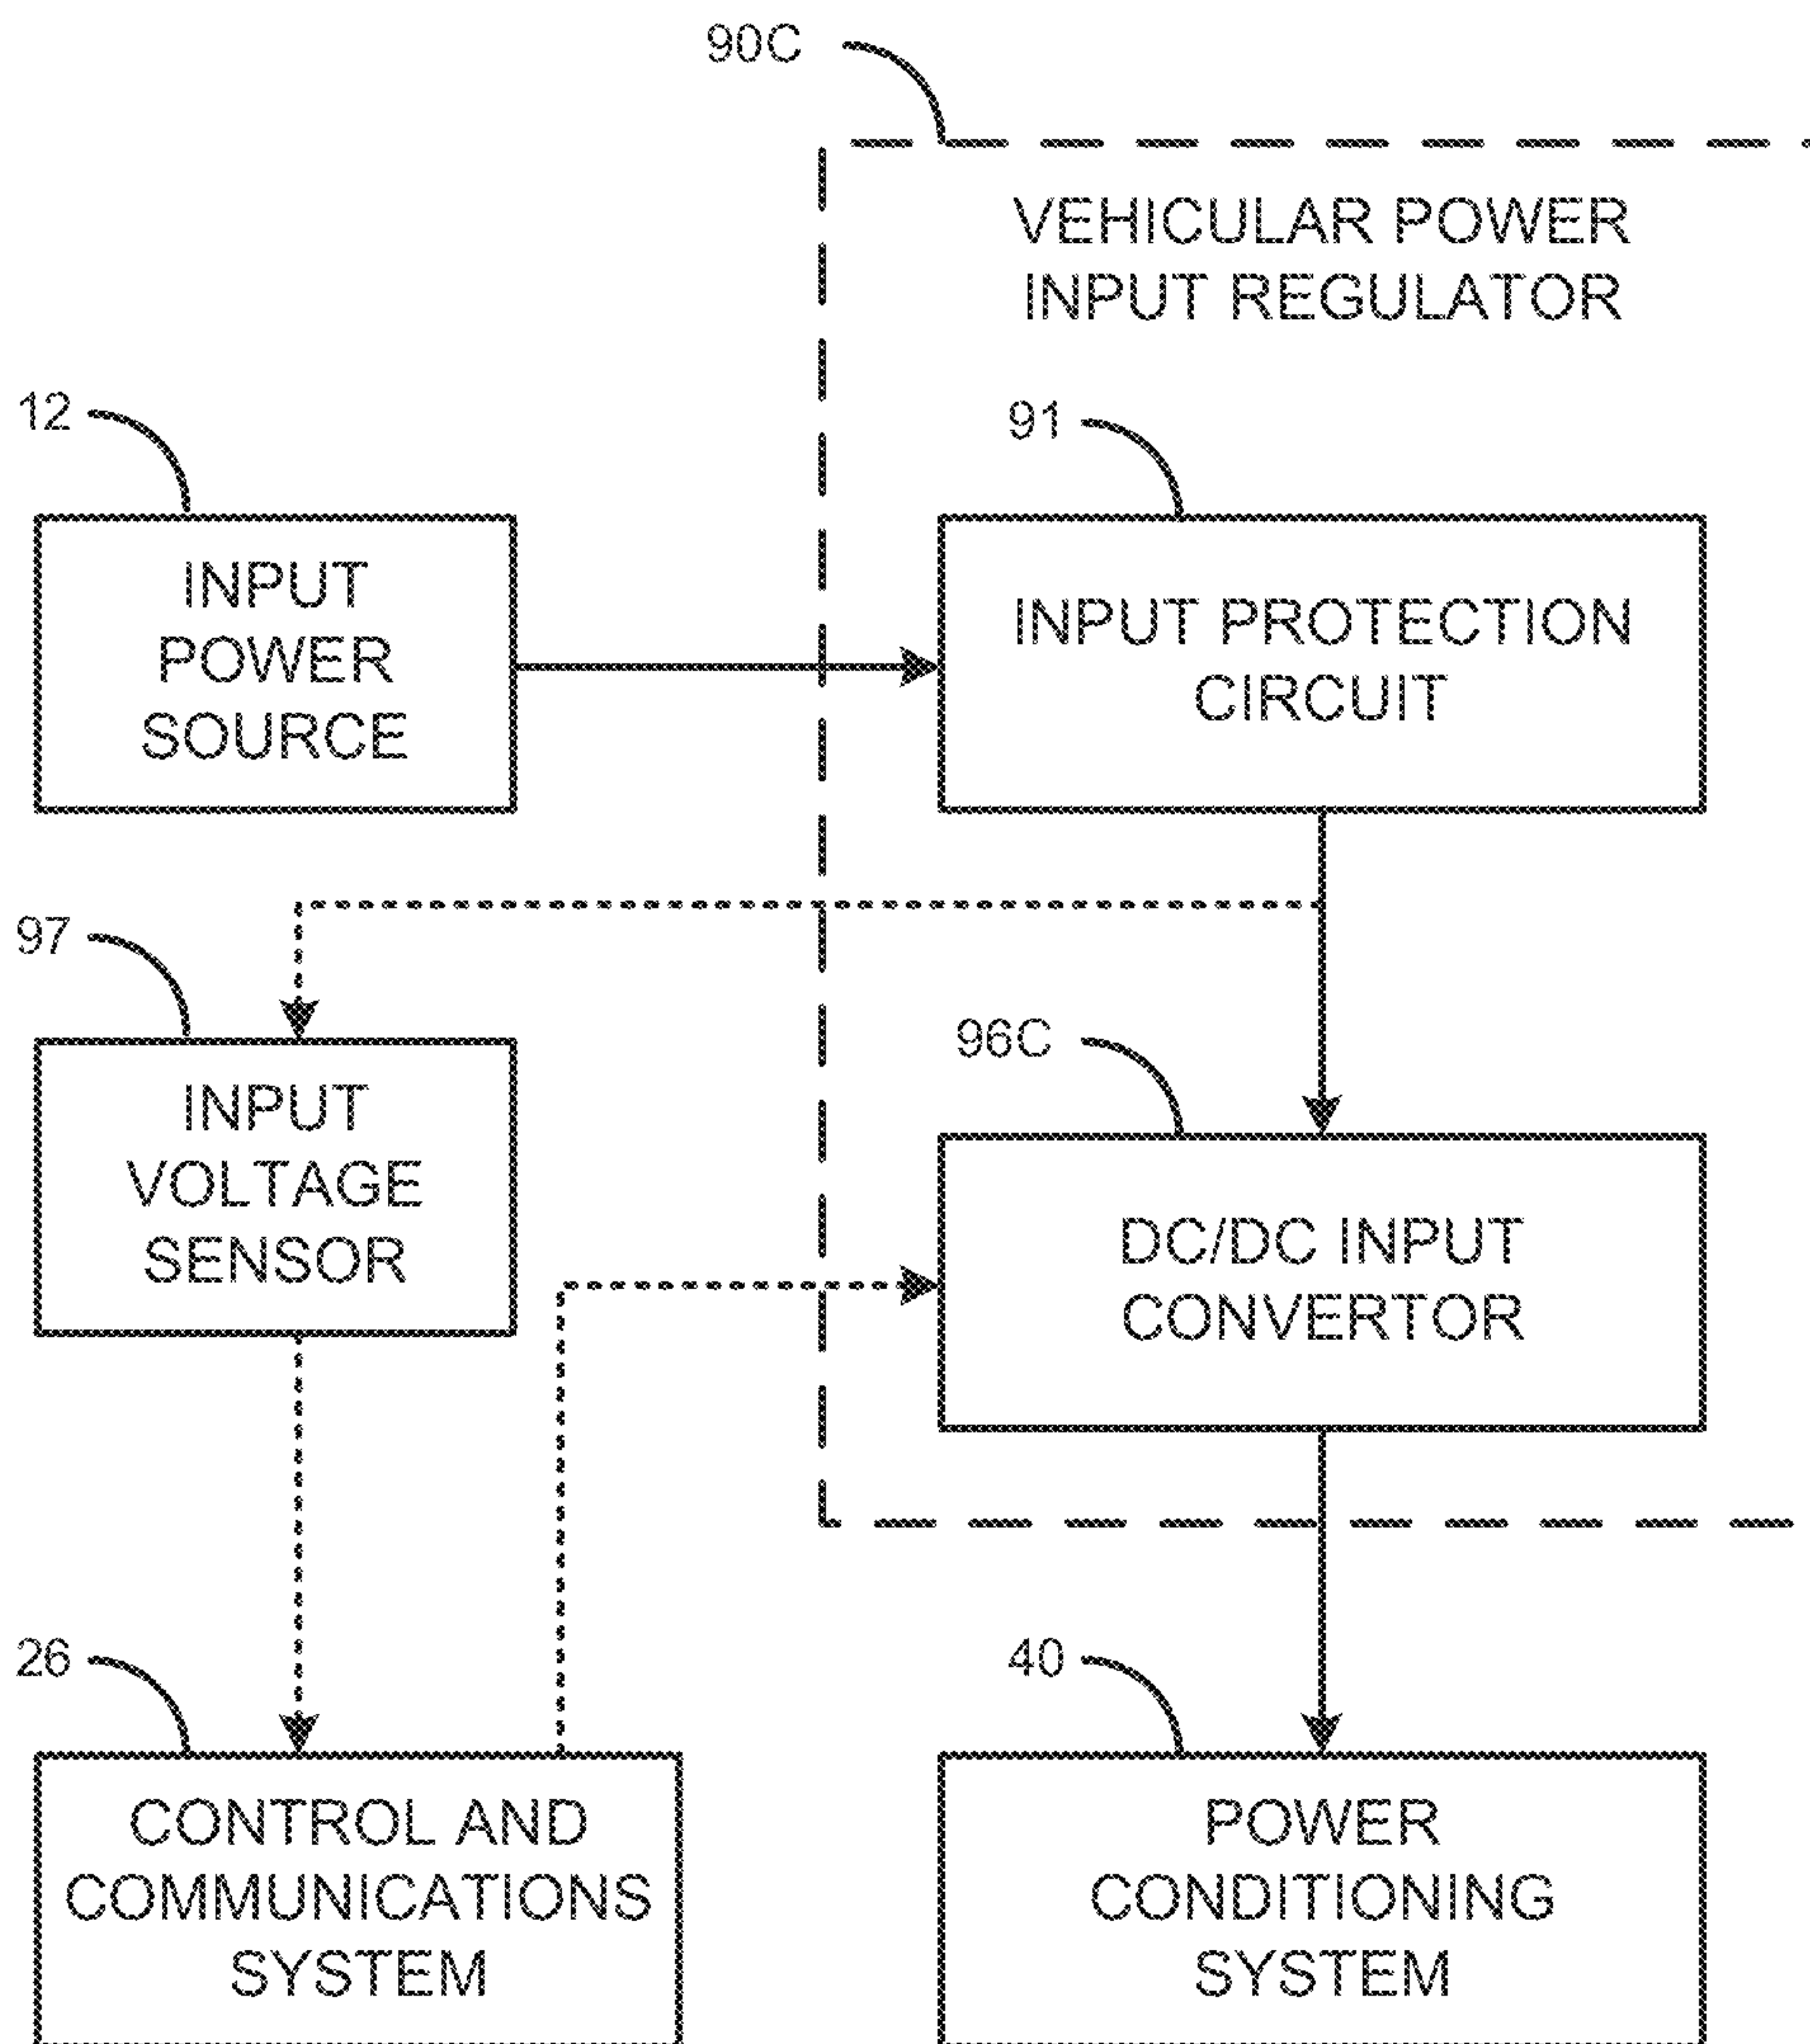 90C
VEHICULAR POWER
INPUT REGULATOR
12
INPUT
POWER
SOURCE
91
INPUT PROTECTION
CIRCUIT
97
INPUT
VOLTAGE
SENSOR
96C
DC/DC INPUT
CONVERTOR
26
CONTROL AND
COMMUNICATIONS
SYSTEM
40
POWER
CONDITIONING
SYSTEM